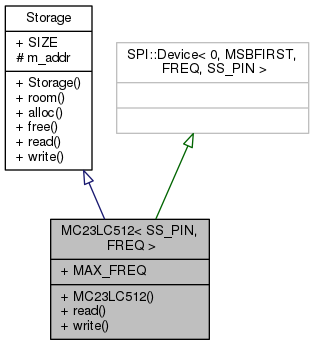 Storage
+ SIZE
# m_addr
+ Storage()
+ room()
+ alloc()
+ free()
+ read()
+ write()
SPI::Device< 0, MSBFIRST,
FREQ, SS_PIN >
MC23LC512< SS_PIN,
FREQ >
+ MAX_FREQ
+ MC23LC512()
+ read()
+ write()